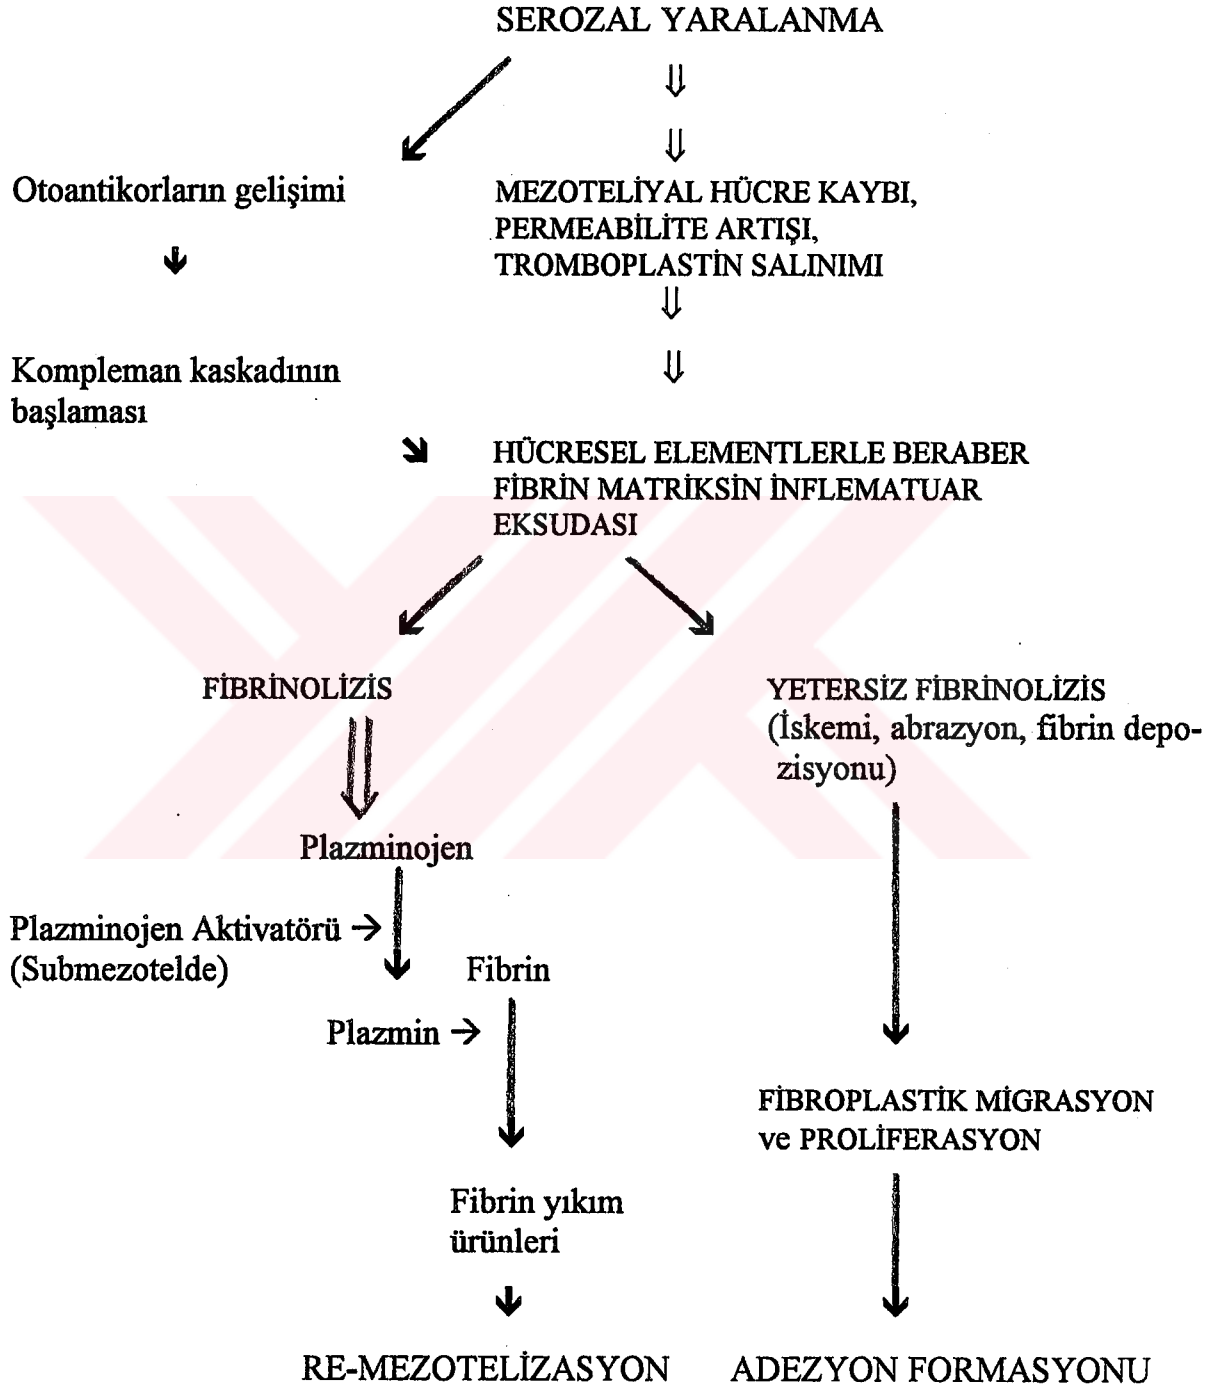 SEROZAL YARALANMA
Otoantikorların gelişimi
MEZOTELİYAL HÜCRE KAYBI,
PERMEABİLİTE ARTIŞI,
TROMBOPLASTİN SALINIMI
Kompleman kaskadının
başlaması
HÜCRESEL ELEMENTLERLE BERABER
FİBRİN MATRİKSİN İNFLEMATUAR
EKSUDASI
FİBRİNOLİZİS
YETERSİZ FİBRİNOLİZİS
(İskemi, abrazyon, fibrin depo-
zisyonu)
Plazminojen
Plazminojen Aktivatörü →
(Submezotelde)
Fibrin
Plazmin →
FİBROPLASTİK MİGRASYON
ve PROLİFERASYON
Fibrin yıkım
ürünleri
RE-MEZOTELİZASYON
ADEZYON FORMASYONU